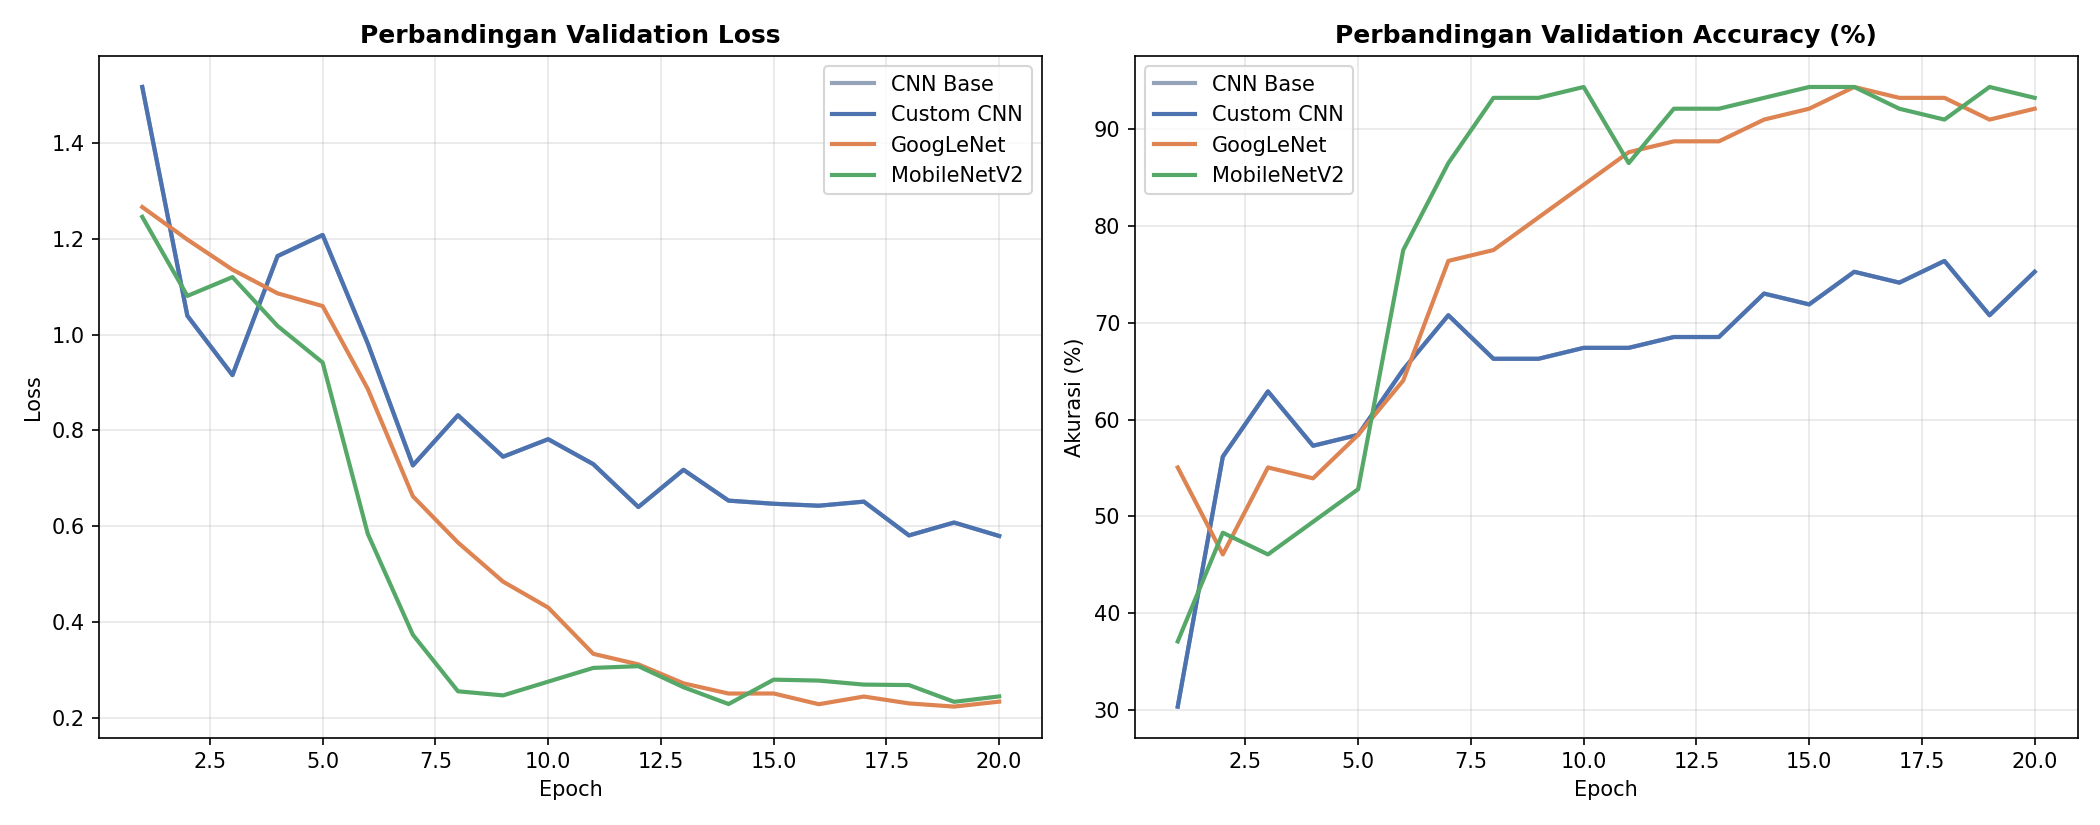 Perbandingan Validation Loss
CNN Base
Custom CNN
GoogLeNet
MobileNetV2
1.4
1.2
1.0
0.8
0.6
0.4
0.2
Loss
2.5 5.0 7.5 10.0 12.5 15.0 17.5 20.0
Epoch
Perbandingan Validation Accuracy (%)
CNN Base
Custom CNN
GoogLeNet
MobileNetV2
90
80
70
60
50
40
30
Akurasi (%)
2.5 5.0 7.5 10.0 12.5 15.0 17.5 20.0
Epoch